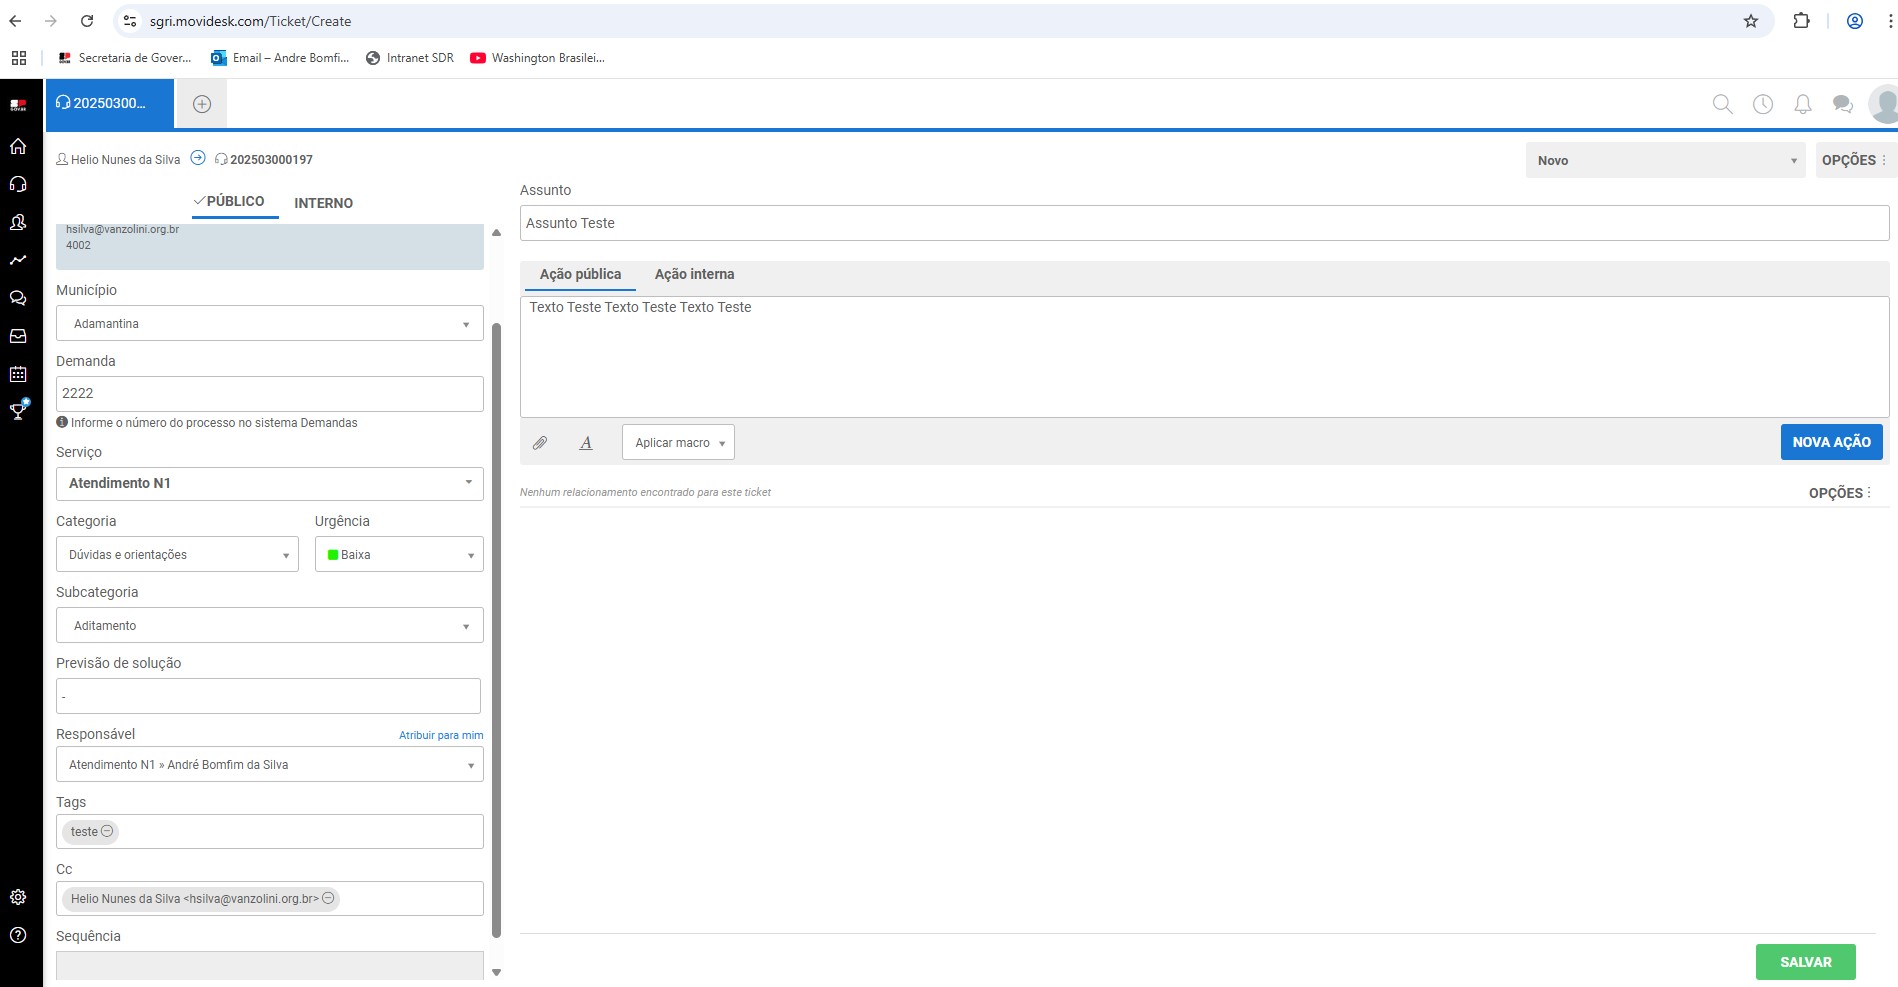 sgri.movidesk.com/Ticket/Create
Secretaria de Gover...
Email – Andre Bomfi...
Intranet SDR
Washington Brasilei...
20250300...
Helio Nunes da Silva
202503000197
Novo
OPÇÕES
PÚBLICO
INTERNO
hsilva@vanzolini.org.br
4002
Município
Adamantina
Demanda
2222
Informe o número do processo no sistema Demandas
Serviço
Atendimento N1
Categoria
Urgência
Dúvidas e orientações
Baixa
Subcategoria
Aditamento
Previsão de solução
-
Responsável
Atribuir para mim
Atendimento N1 » André Bomfim da Silva
Tags
teste
Cc
Helio Nunes da Silva <hsilva@vanzolini.org.br>
Sequência
Assunto
Assunto Teste
Ação pública
Ação interna
Texto Teste Texto Teste Texto Teste
A
Aplicar macro
NOVA AÇÃO
Nenhum relacionamento encontrado para este ticket
OPÇÕES
SALVAR